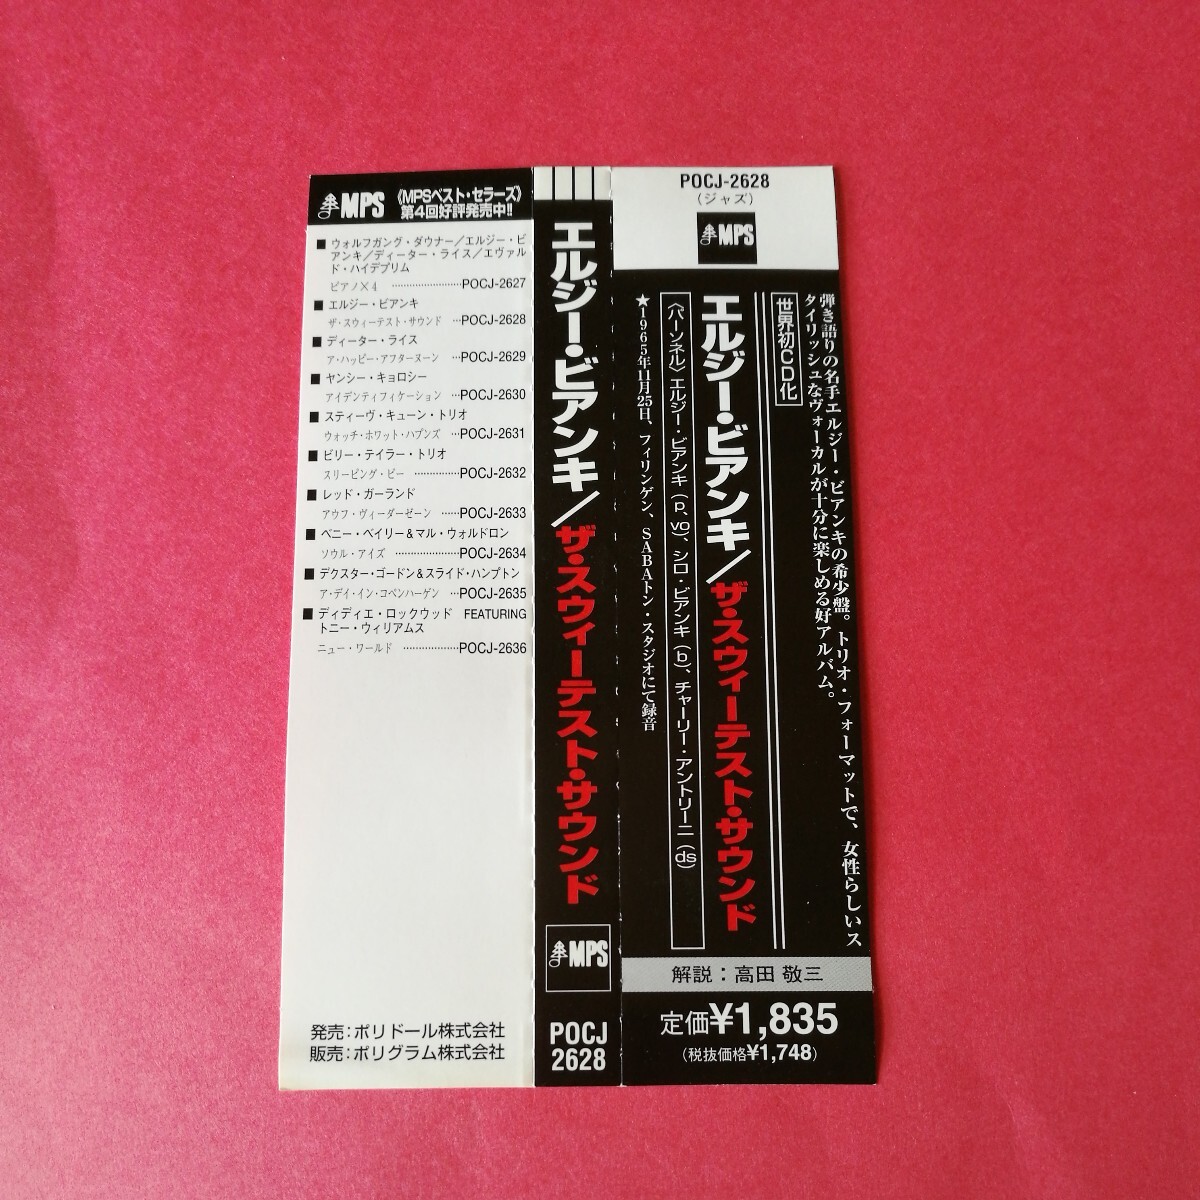 MPS
《MPSベスト・セラーズ》
第4回好評発売中!!
■ ウォルフガング・ダウナー/エルジー・ビ
アンキ/ディーター・ライス/エヴァル
ド・ハイデプリム
ピアノ×4 …………………POCJ-2627
■ エルジー・ビアンキ
ザ・スウィーテスト・サウンド …POCJ-2628
■ ディーター・ライス
ア・ハッピー・アフターヌーン …POCJ-2629
■ ヤンシー・キョロシー
アイデンティフィケーション …POCJ-2630
■ スティーヴ・キューン・トリオ
ウォッチ・ホワット・ハプンズ …POCJ-2631
■ ビリー・テイラー・トリオ
スリーピング・ビー ……………POCJ-2632
■ レッド・ガーランド
アウフ・ヴィーダーゼーン ……POCJ-2633
■ ベニー・ベイリー&マル・ウォルドロン
ソウル・アイズ …………………POCJ-2634
■ デクスター・ゴードン&スライド・ハンプトン
ア・デイ・イン・コペンハーゲン …POCJ-2635
■ ディディエ・ロックウッド FEATURING
トニー・ウィリアムス
ニュー・ワールド ………………POCJ-2636
発売:ポリドール株式会社
販売:ポリグラム株式会社
エルジー・ビアンキ/ザ・スウィーテスト・サウンド
MPS
POCJ
2628
POCJ-2628
(ジャズ)
MPS
弾き語りの名手エルジー・ビアンキの希少盤。トリオ・フォーマットで、女性らしいス
タイリッシュなヴォーカルが十分に楽しめる好アルバム。
世界初CD化
エルジー・ビアンキ/ザ・スウィーテスト・サウンド
〈パーソネル〉エルジー・ビアンキ(p、vo)、シロ・ビアンキ(b)、チャーリー・アントリーニ(ds)
★1965年11月25日、フィリンゲン、SABAトン・スタジオにて録音
解説:高田 敬三
定価¥1,835
(税抜価格¥1,748)